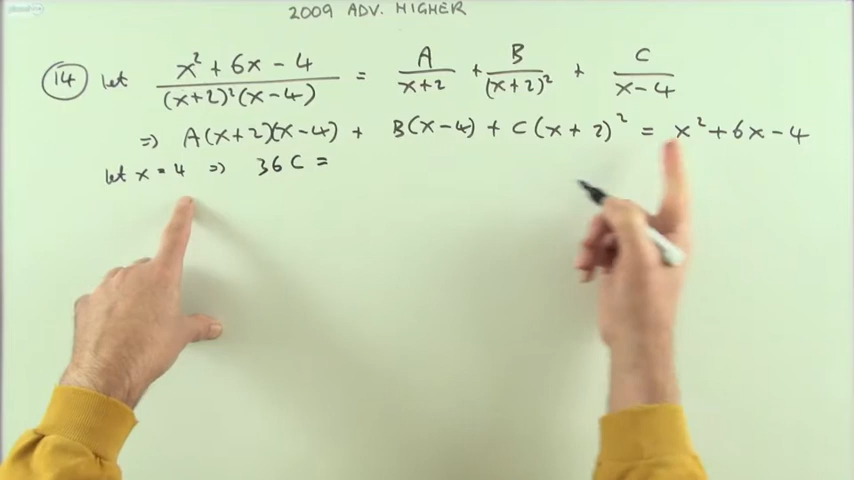 2009 ADV. HIGHER
14 let x² + 6x - 4 / (x+2)²(x-4) = A / x+2 + B / (x+2)² + C / x-4
=> A(x+2)(x-4) + B(x-4) + C(x+2)² = x² + 6x - 4
let x = 4 => 36C =